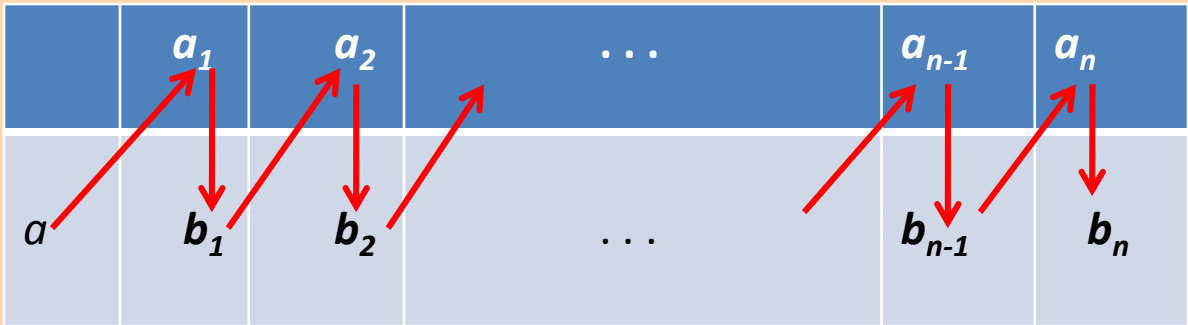 a₁ a₂ . . . aₙ₋₁ aₙ
a b₁ b₂ . . . bₙ₋₁ bₙ